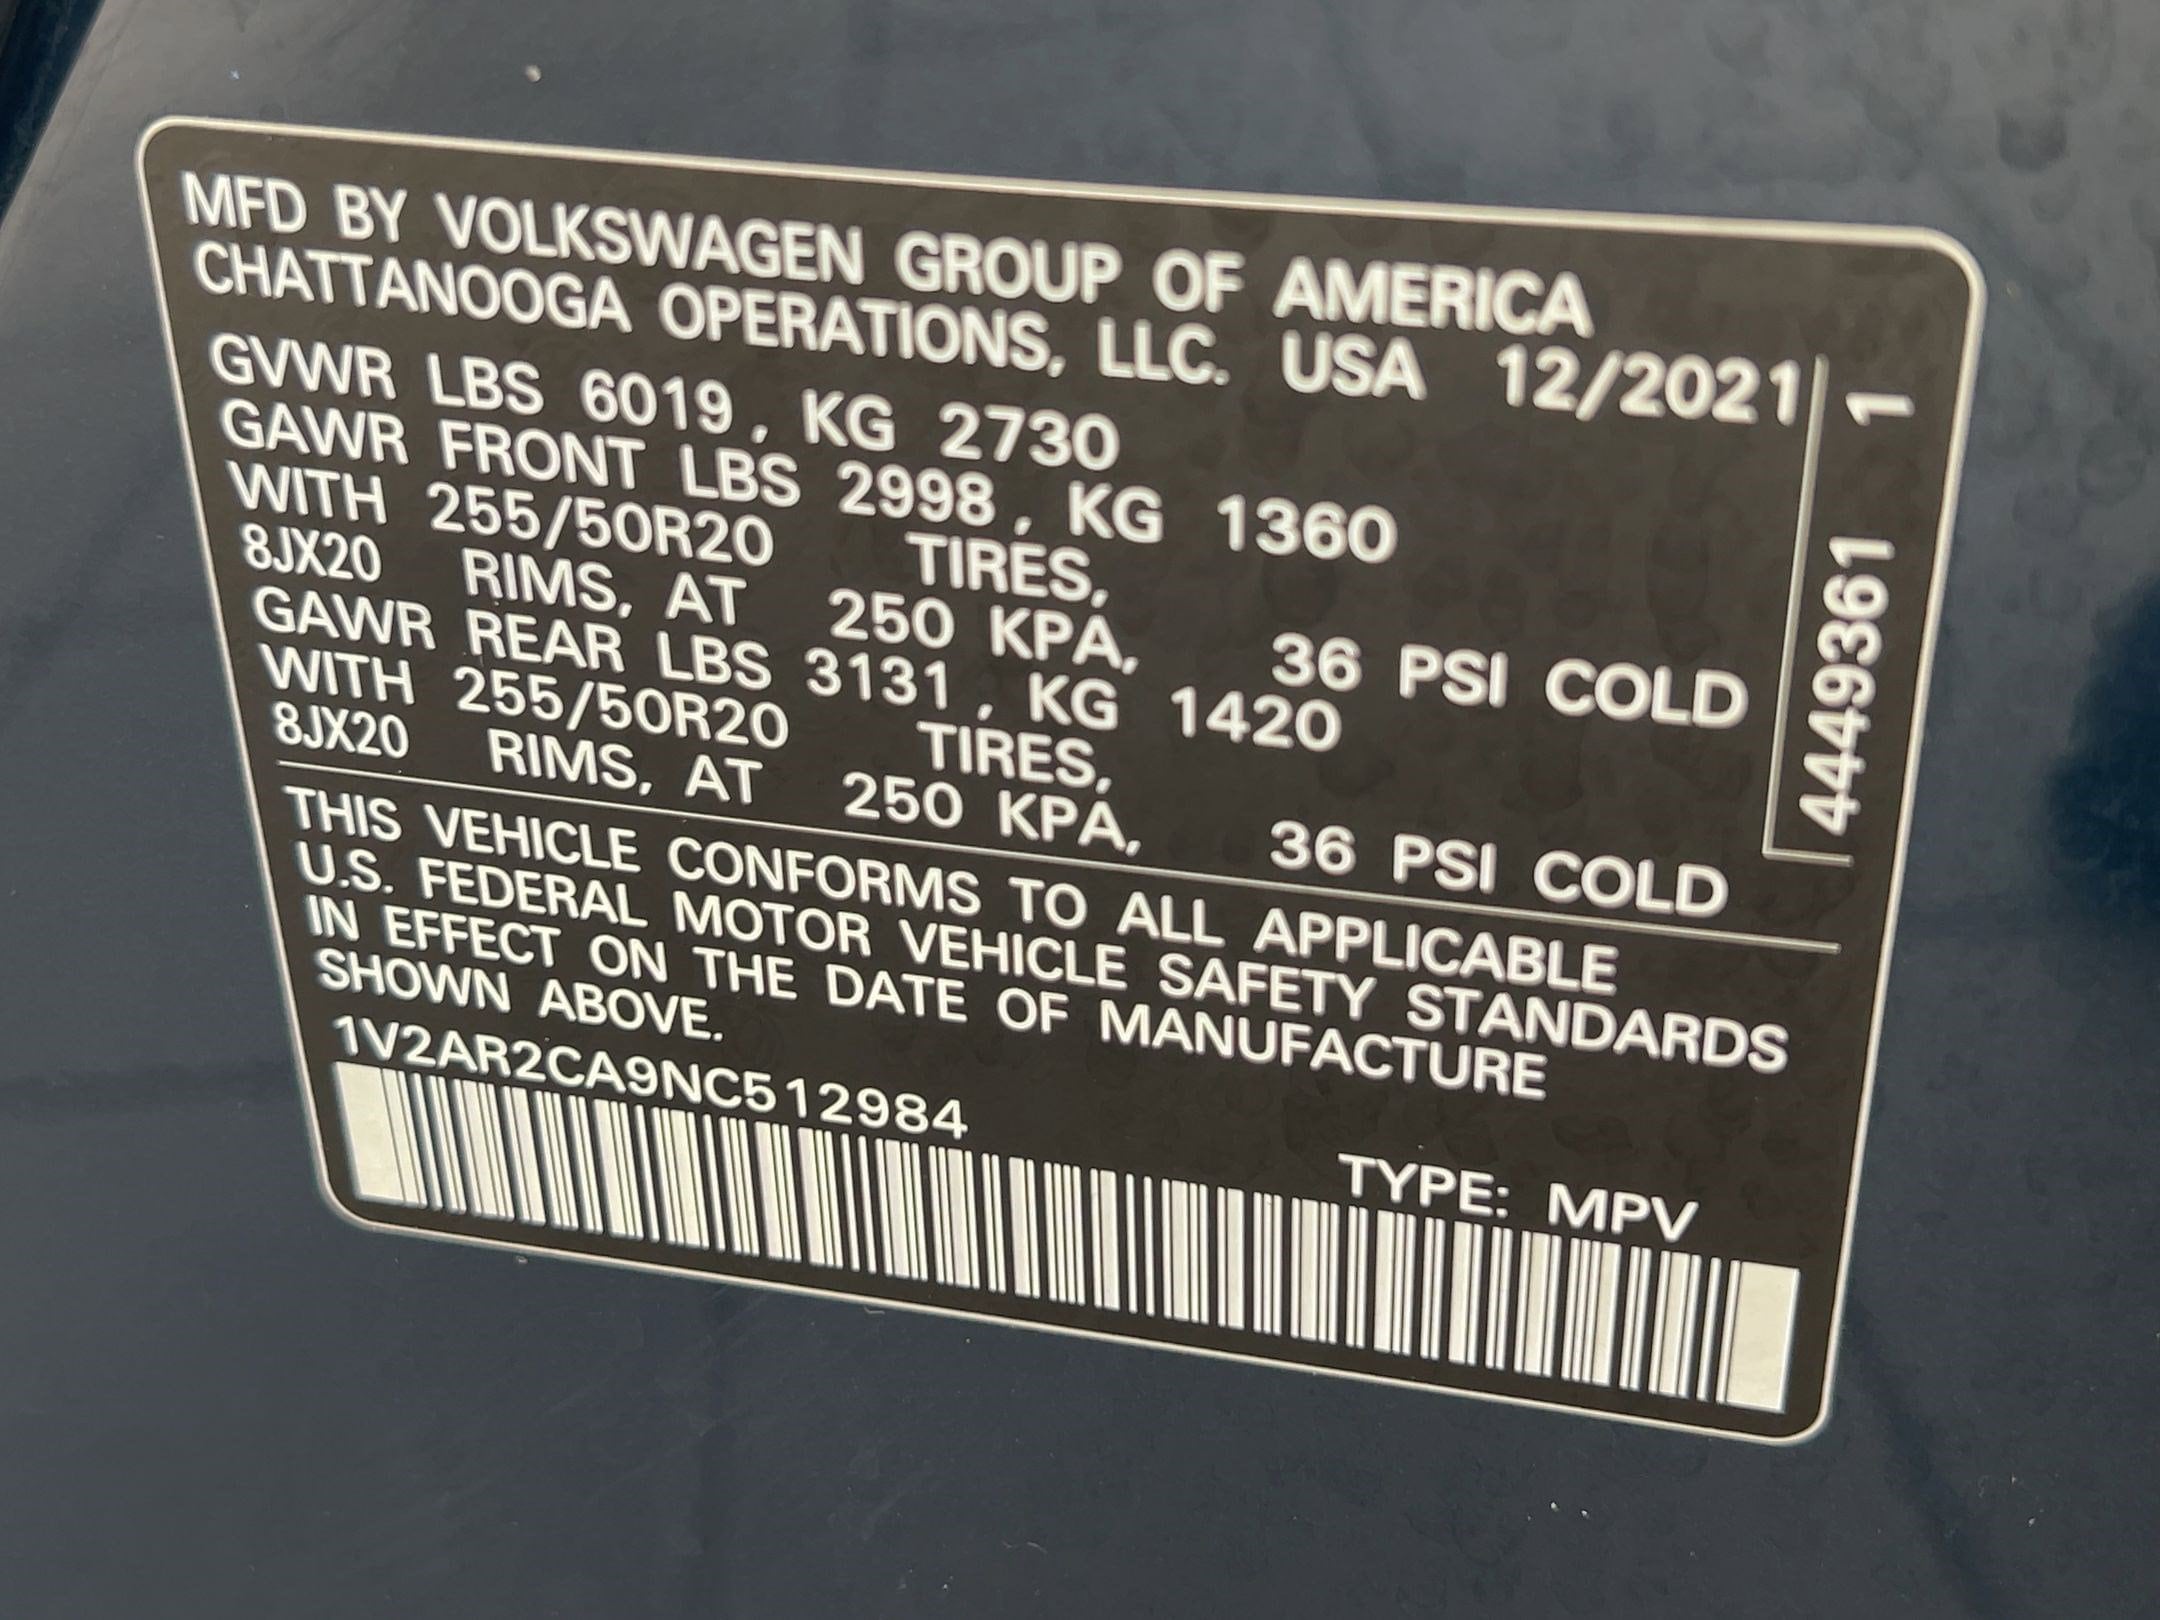 MFD BY VOLKSWAGEN GROUP OF AMERICA
CHATTANOOGA OPERATIONS, LLC. USA 12/2021
GVWR LBS 6019, KG 2730
GAWR FRONT LBS 2998, KG 1360
WITH 255/50R20 TIRES,
8JX20 RIMS, AT 250 KPA, 36 PSI COLD
GAWR REAR LBS 3131, KG 1420
WITH 255/50R20 TIRES,
8JX20 RIMS, AT 250 KPA, 36 PSI COLD
4449361 1
THIS VEHICLE CONFORMS TO ALL APPLICABLE
U.S. FEDERAL MOTOR VEHICLE SAFETY STANDARDS
IN EFFECT ON THE DATE OF MANUFACTURE
SHOWN ABOVE.
1V2AR2CA9NC512984
TYPE: MPV